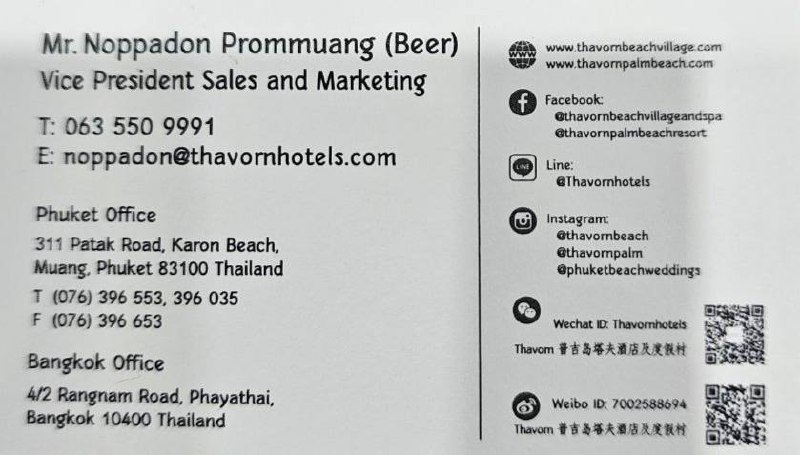 Mr. Noppadon Prommuang (Beer)
Vice President Sales and Marketing
T: 063 550 9991
E: noppadon@thavornhotels.com
Phuket Office
311 Patak Road, Karon Beach,
Muang, Phuket 83100 Thailand
T (076) 396 553, 396 035
F (076) 396 653
Bangkok Office
4/2 Rangnam Road, Phayathai,
Bangkok 10400 Thailand
www.thavornbeachvillage.com
www.thavornpalmbeach.com
Facebook:
@thavornbeachvillageandspa
@thavornpalmbeachresort
LINE
Line:
@Thavornhotels
Instagram:
@thavornbeach
@thavornpalm
@phuketbeachweddings
Wechat ID: Thavornhotels
Thavorn 普吉岛塔夫酒店及度假村
Weibo ID: 7002588694
Thavorn 普吉岛塔夫酒店及度假村